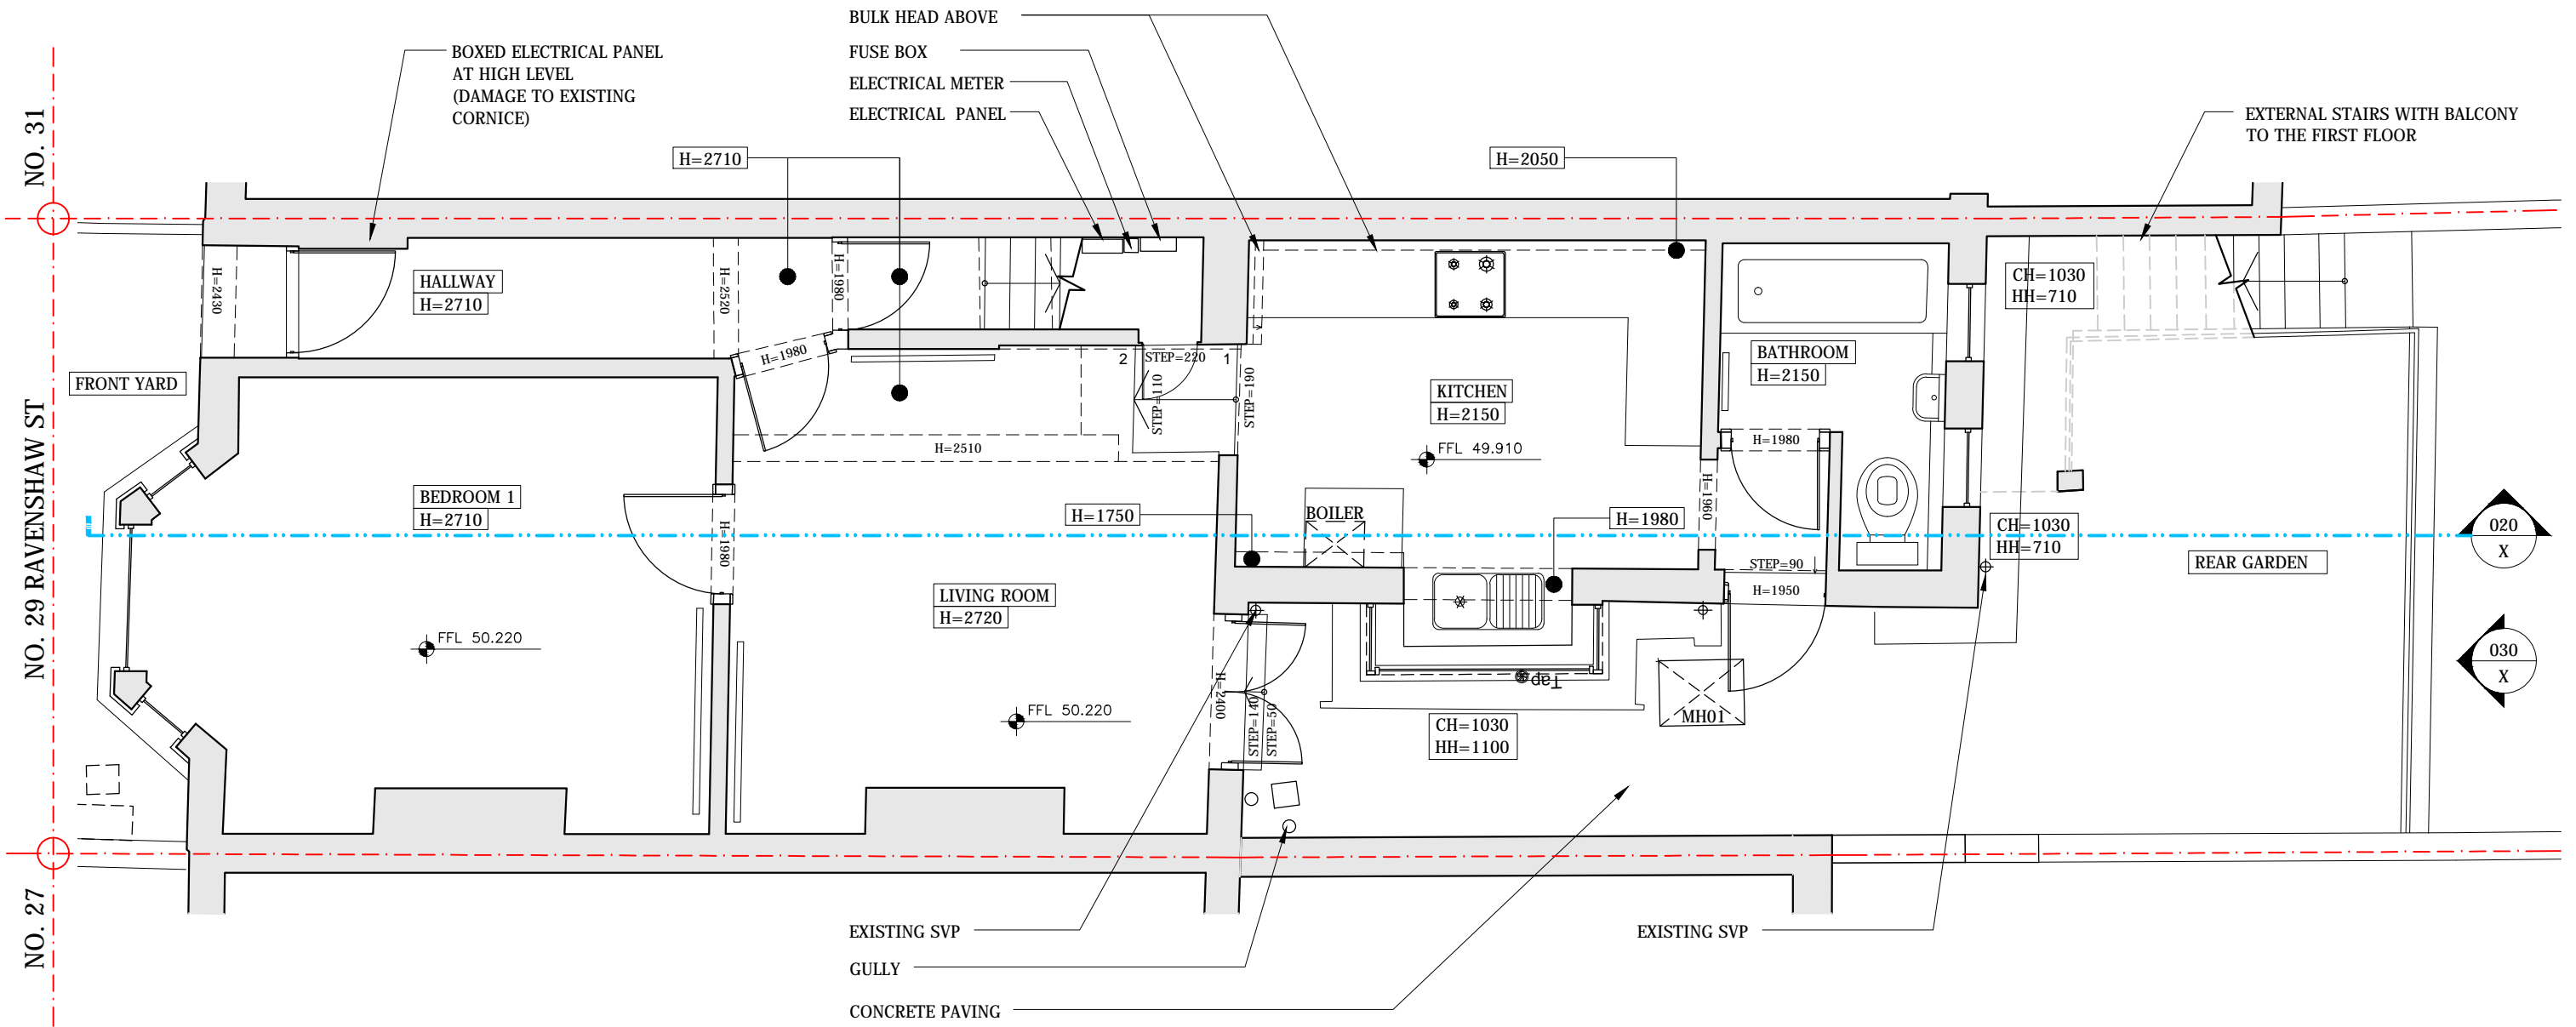 BULK HEAD ABOVE
FUSE BOX
ELECTRICAL METER
ELECTRICAL PANEL
BOXED ELECTRICAL PANEL
AT HIGH LEVEL
(DAMAGE TO EXISTING
CORNICE)
EXTERNAL STAIRS WITH BALCONY
TO THE FIRST FLOOR
NO. 31
NO. 29 RAVENSHAW ST
NO. 27
H=2710
H=2050
H=2430
HALLWAY
H=2710
H=2520
H=1980
H=1980
FRONT YARD
2
STEP=220
1
STEP=110
STEP=190
H=2510
BEDROOM 1
H=2710
H=1980
FFL 50.220
LIVING ROOM
H=2720
FFL 50.220
H=2400
STEP=140
STEP=50
H=1750
KITCHEN
H=2150
FFL 49.910
BOILER
H=1980
H=1960
BATHROOM
H=2150
H=1980
STEP=90
H=1950
Tap
MH01
CH=1030
HH=1100
CH=1030
HH=710
CH=1030
HH=710
REAR GARDEN
020
X
030
X
EXISTING SVP
GULLY
CONCRETE PAVING
EXISTING SVP